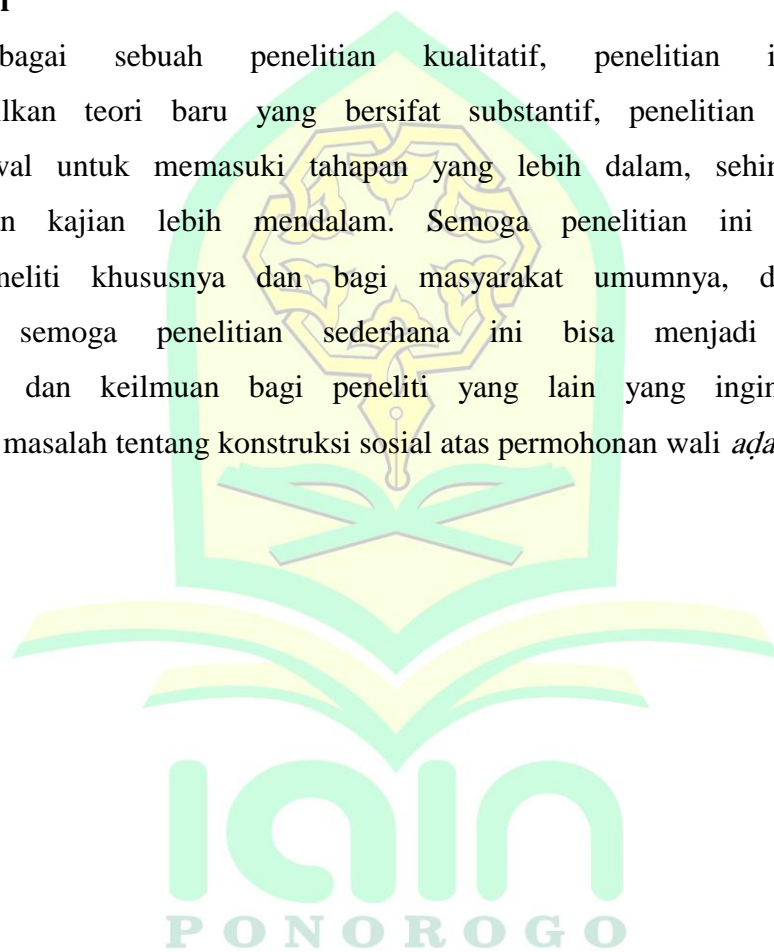 bagai sebuah penelitian kualitatif, penelitian
lkan teori baru yang bersifat substantif, penelitian
val untuk memasuki tahapan yang lebih dalam, sehin
n kajian lebih mendalam. Semoga penelitian ini
neliti khususnya dan bagi masyarakat umumnya, d
semoga penelitian sederhana ini bisa menjadi
dan keilmuan bagi peneliti yang lain yang ingin
masalah tentang konstruksi sosial atas permohonan wali aḍa
iain
PONOROGO